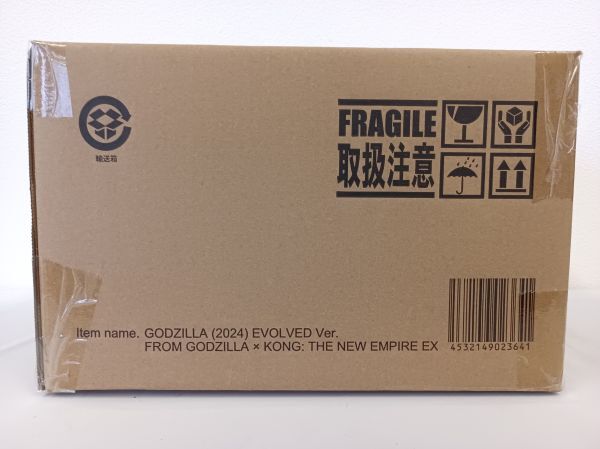 輸送箱
FRAGILE
取扱注意
Item name. GODZILLA (2024) EVOLVED Ver.
FROM GODZILLA × KONG: THE NEW EMPIRE EX
4532149023641